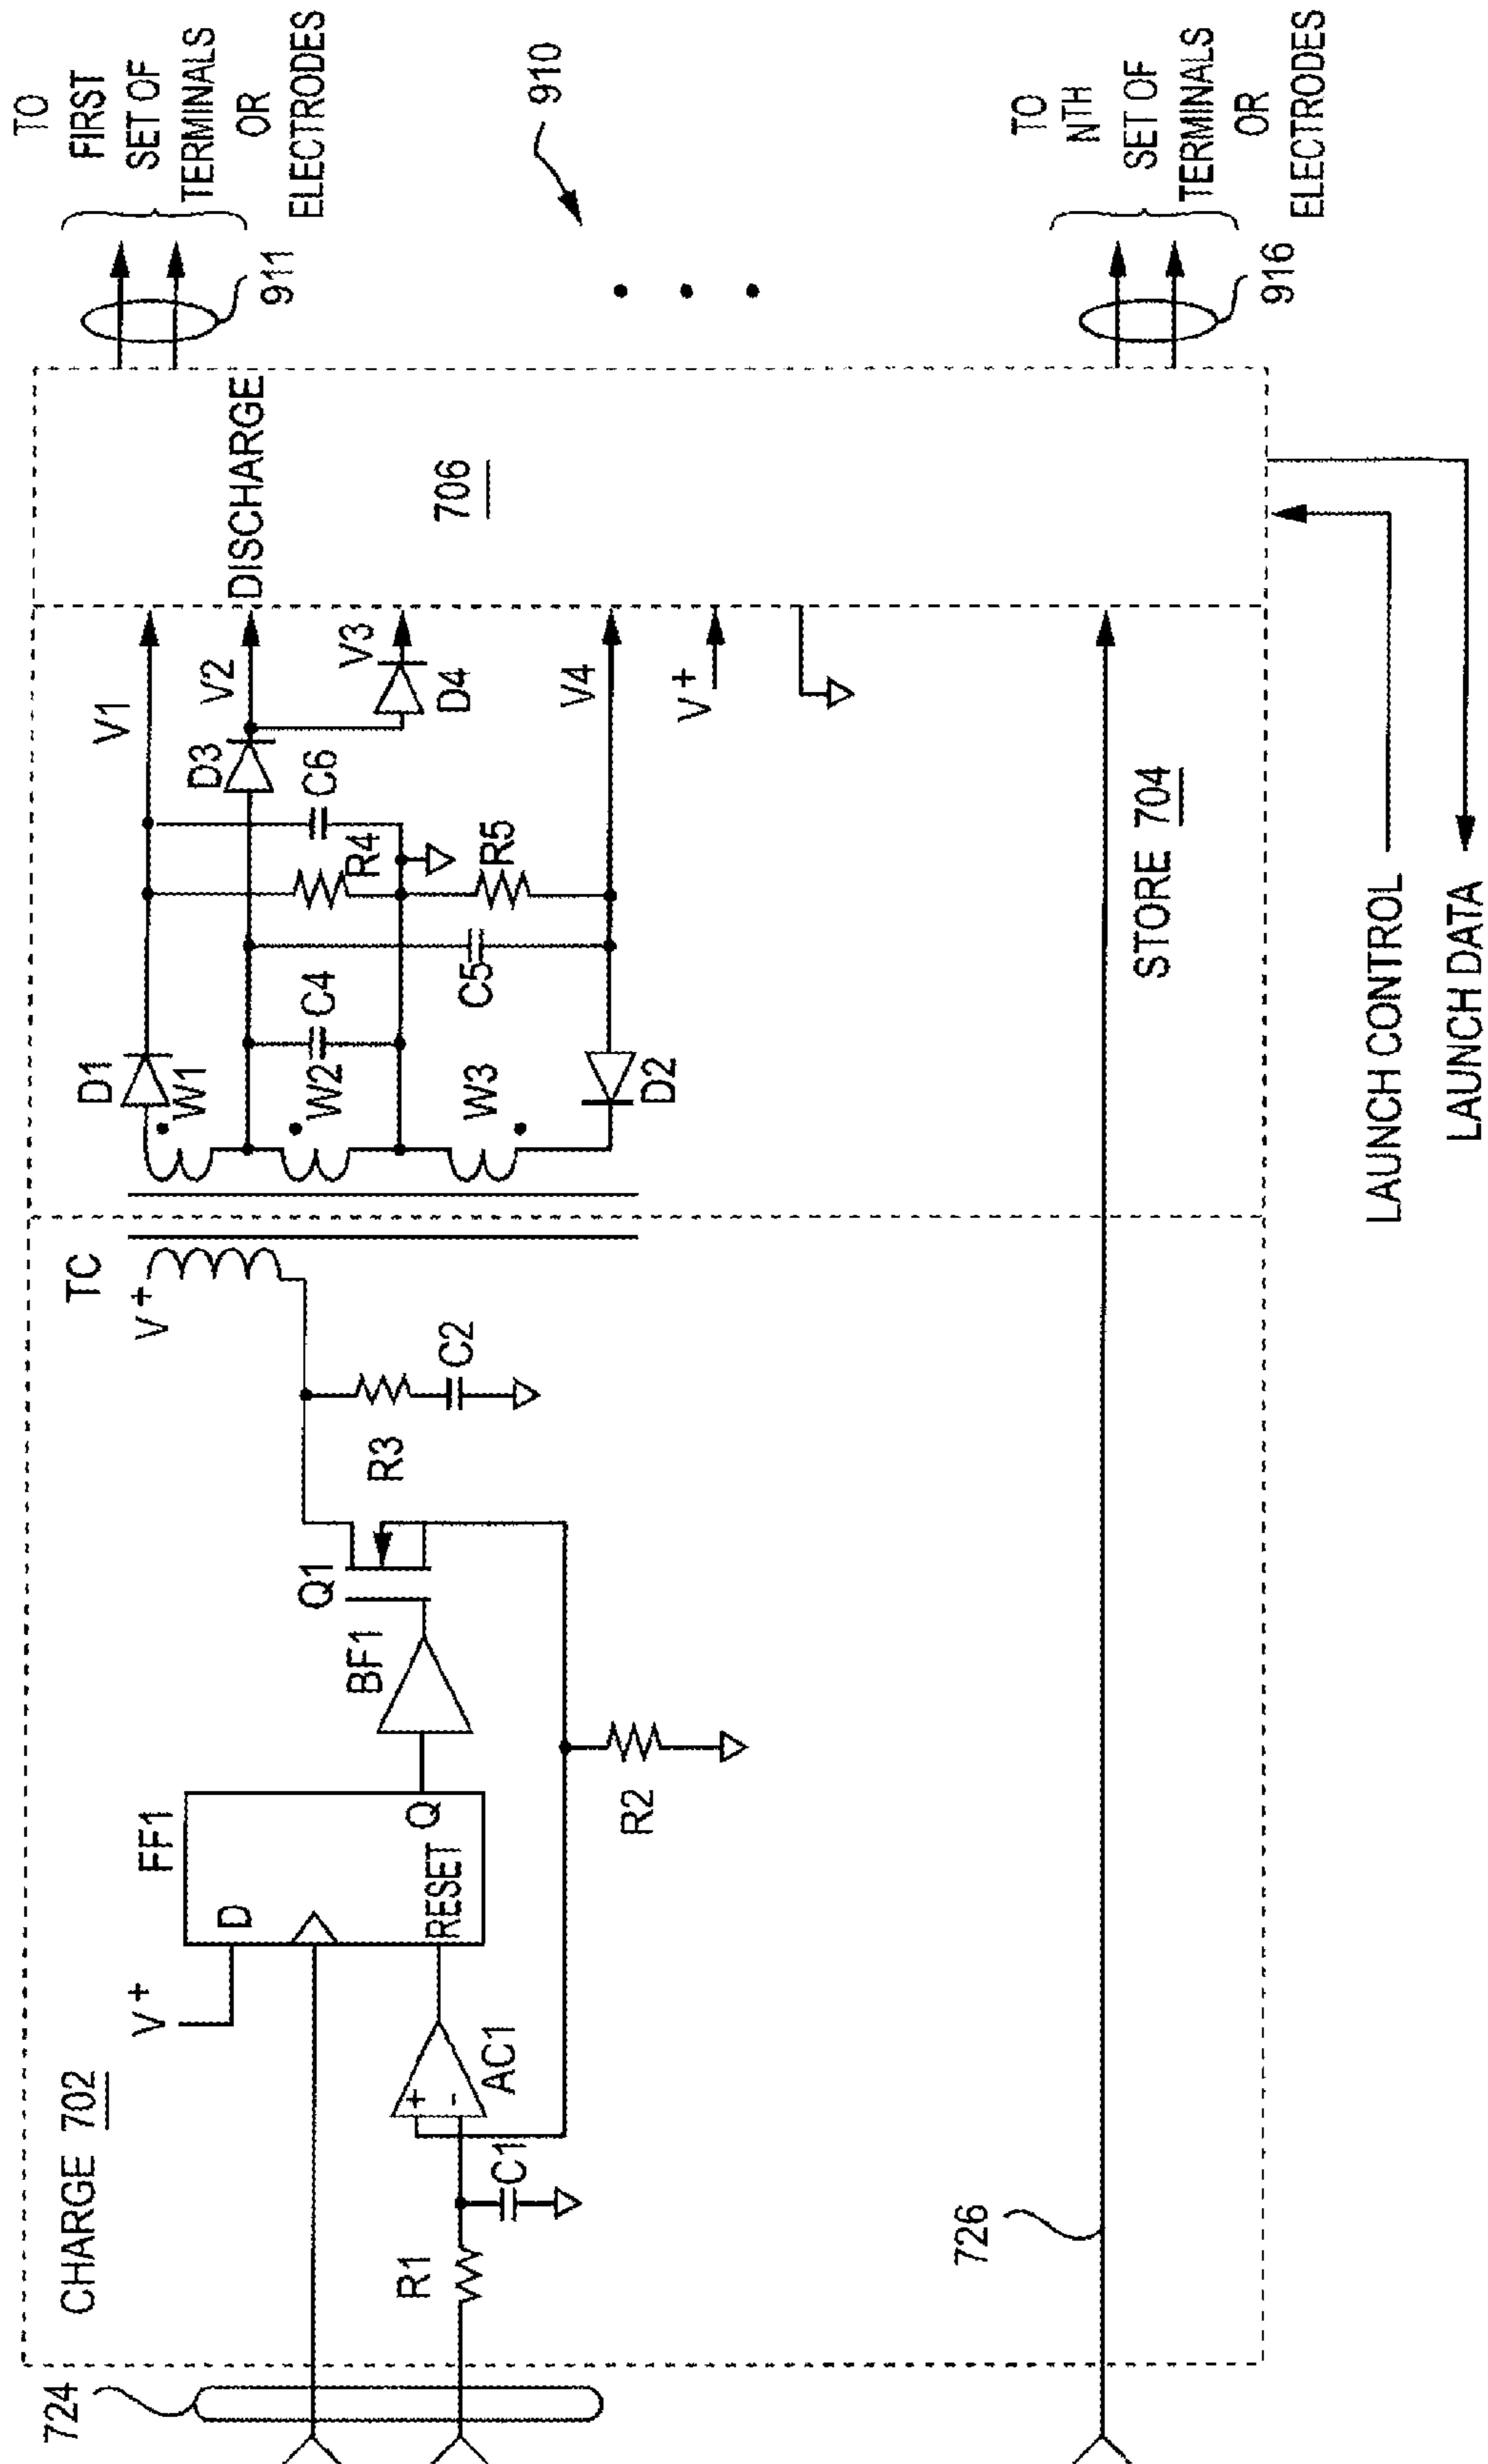 TO
FIRST
SET OF
TERMINALS
OR
ELECTRODES
911
910
TO
NTH
SET OF
TERMINALS
OR
ELECTRODES
916
DISCHARGE
706
V1
V2
V3
V4
V+
D1
W1
D3
D4
C6
R4
C4
W2
R5
C5
W3
D2
STORE 704
LAUNCH CONTROL
LAUNCH DATA
TC
V+
R3
C2
Q1
BF1
R2
FF1
D
Q
RESET
V+
+
-
AC1
CHARGE 702
R1
C1
724
726